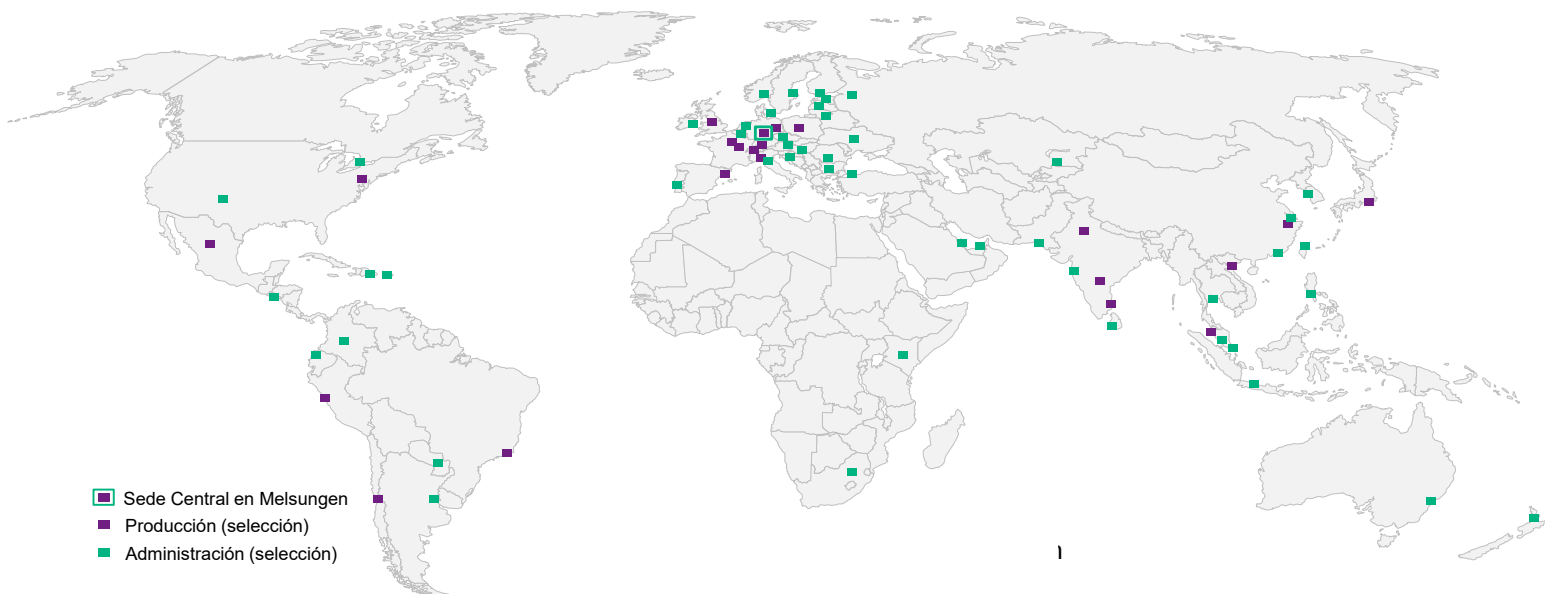 Sede Central en Melsungen
Producción (selección)
Administración (selección)